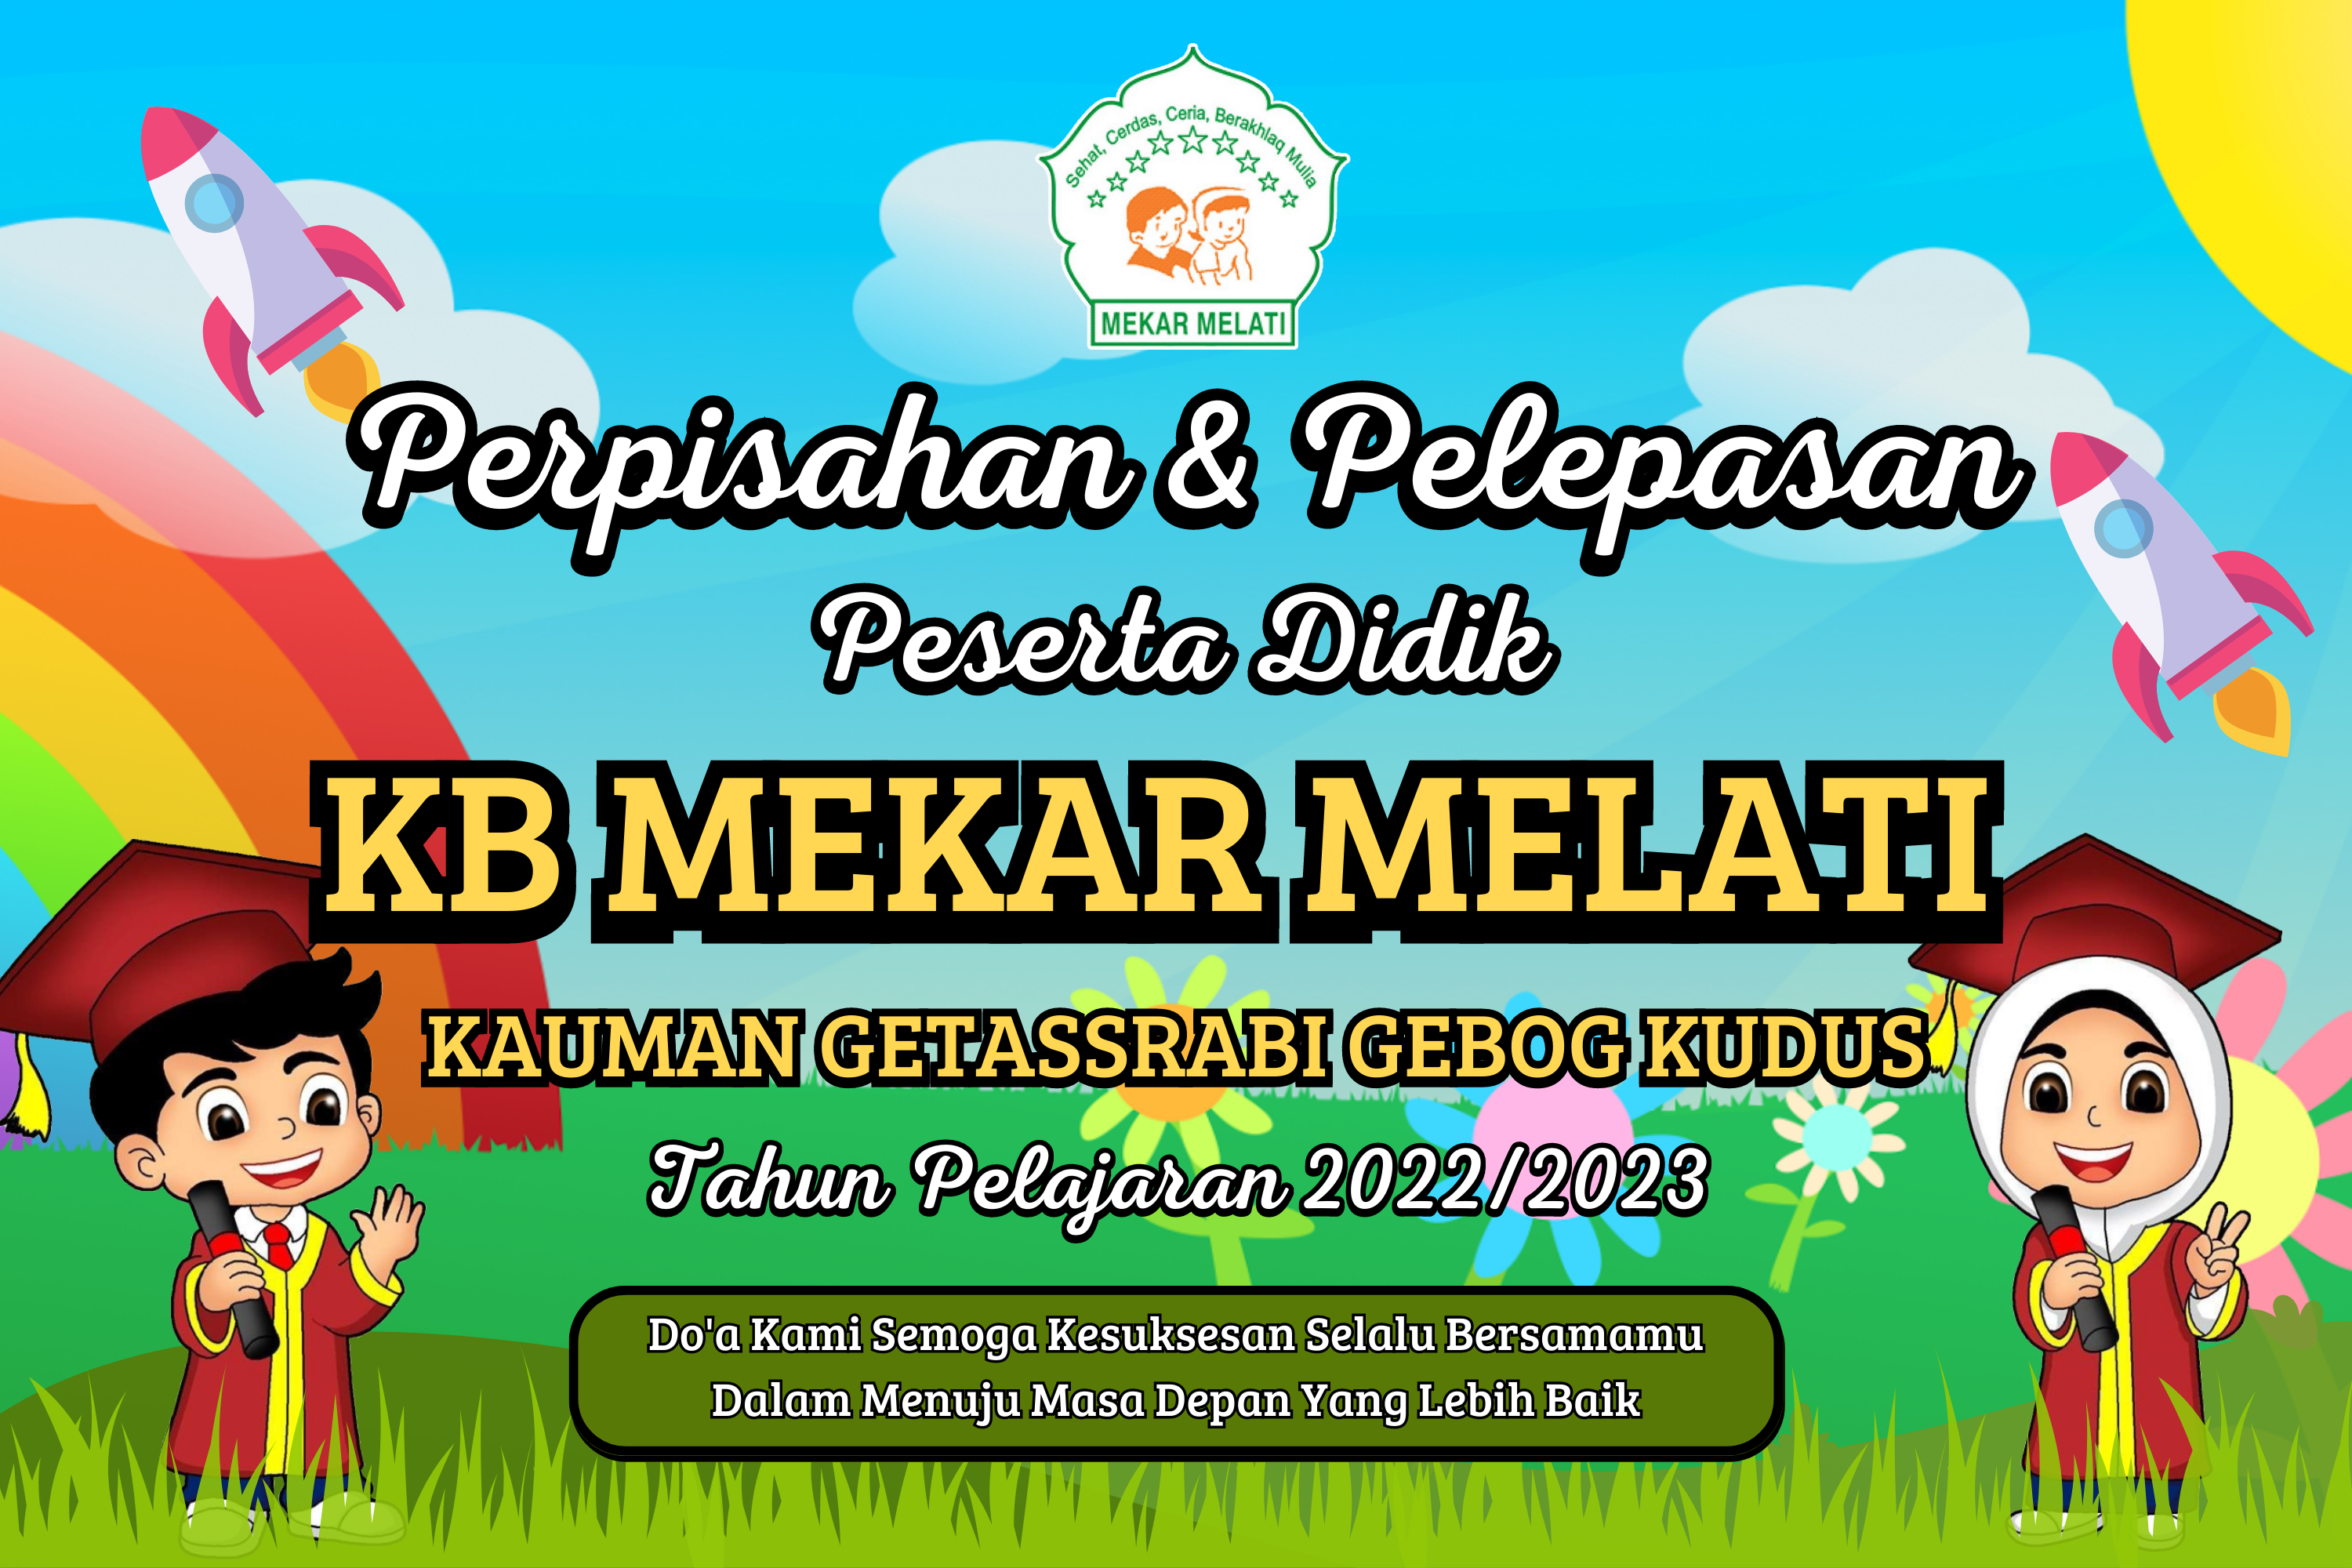 Sehat, Cerdas, Ceria, Berakhlaq Mulia
MEKAR MELATI
Perpisahan & Pelepasan
Peserta Didik
KB MEKAR MELATI
KAUMAN GETASSRABI GEBOG KUDUS
Tahun Pelajaran 2022/2023
Do'a Kami Semoga Kesuksesan Selalu Bersamamu
Dalam Menuju Masa Depan Yang Lebih Baik